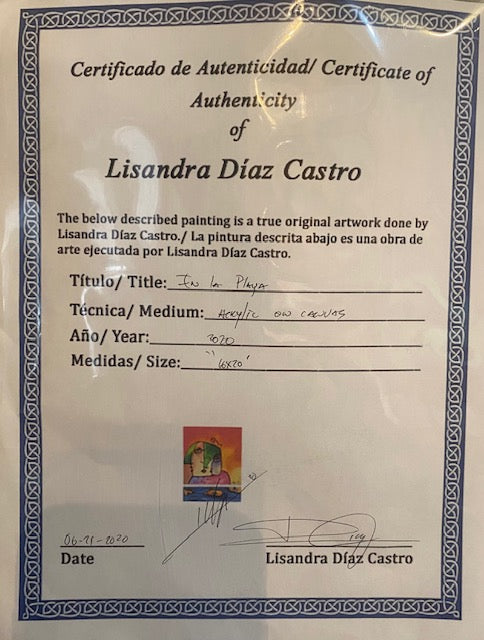 Certificado de Autenticidad/ Certificate of
Authenticity
of
Lisandra Díaz Castro
The below described painting is a true original artwork done by
Lisandra Díaz Castro./ La pintura descrita abajo es una obra de
arte ejecutada por Lisandra Díaz Castro.
Título/ Title: In La Playa
Técnica/ Medium: Acrylic on canvas
Año/ Year: 2020
Medidas/ Size: "16x20"
06-21-2020
Date
Lisandra Díaz Castro